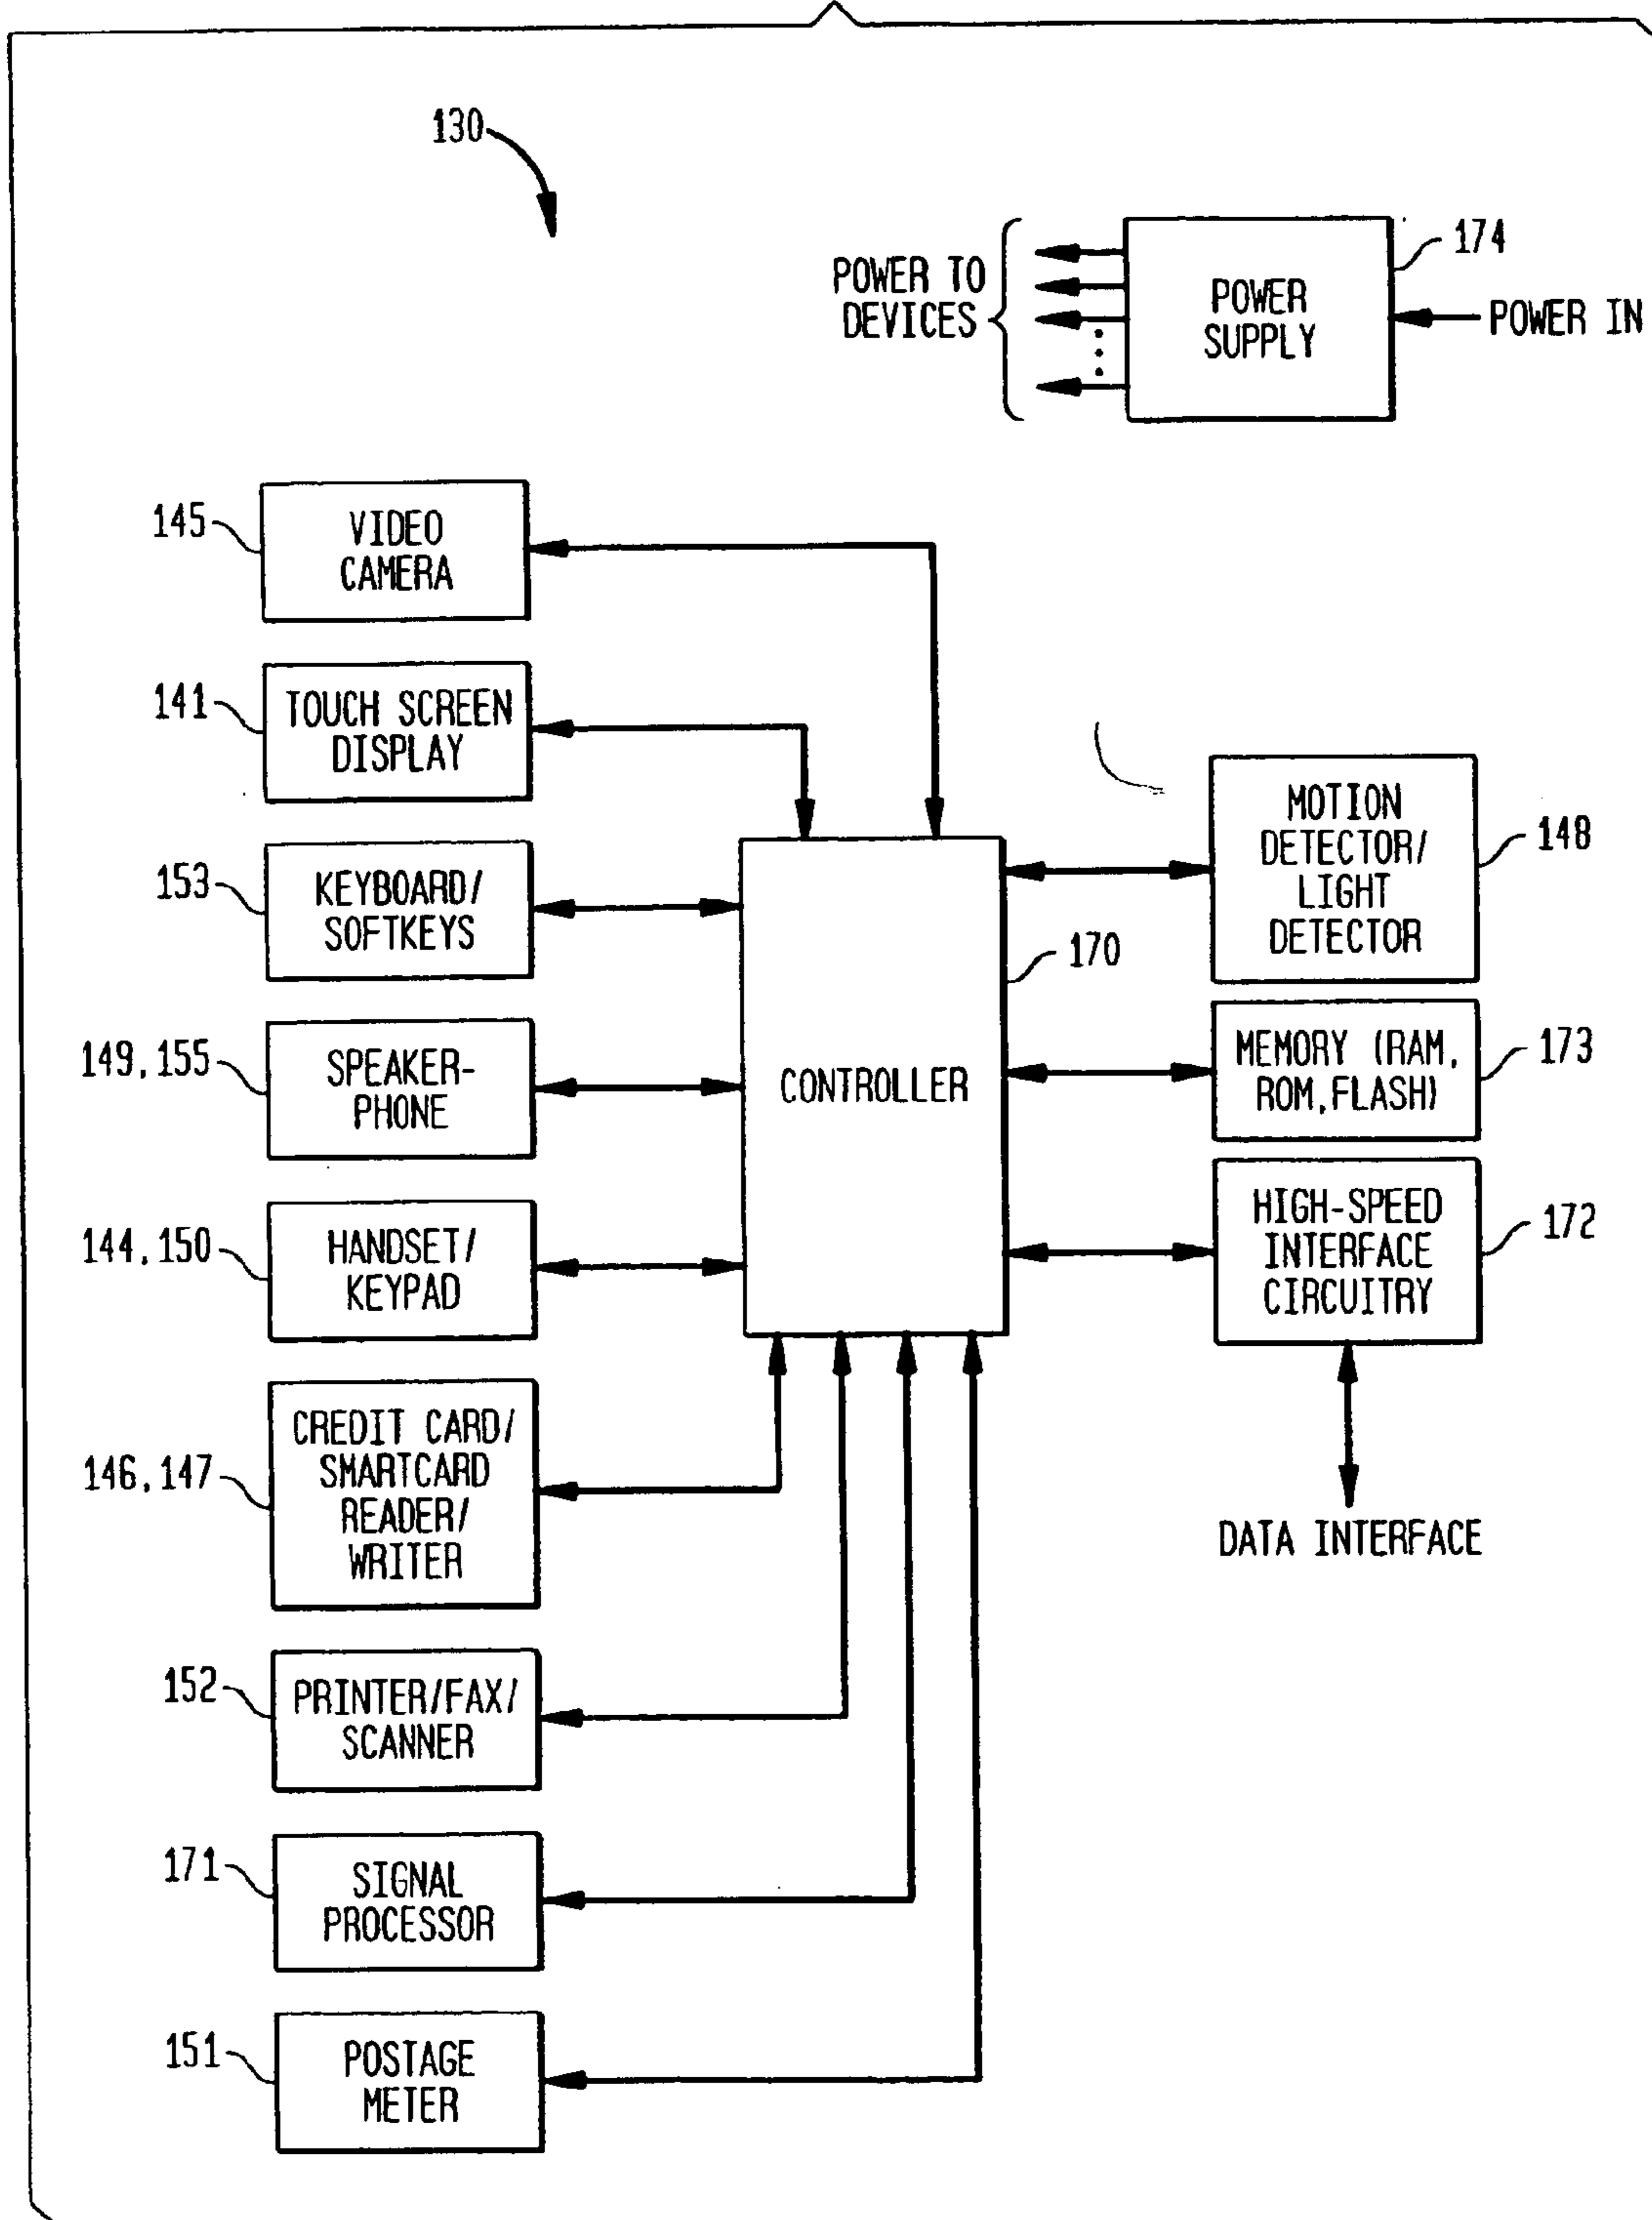 130
174
POWER TO
DEVICES
POWER
SUPPLY
POWER IN
145
VIDEO
CAMERA
141
TOUCH SCREEN
DISPLAY
153
KEYBOARD/
SOFTKEYS
149,155
SPEAKER-
PHONE
144,150
HANDSET/
KEYPAD
146,147
CREDIT CARD/
SMARTCARD
READER/
WRITER
152
PRINTER/FAX/
SCANNER
171
SIGNAL
PROCESSOR
151
POSTAGE
METER
CONTROLLER
170
MOTION
DETECTOR/
LIGHT
DETECTOR
148
MEMORY (RAM,
ROM,FLASH)
173
HIGH-SPEED
INTERFACE
CIRCUITRY
172
DATA INTERFACE